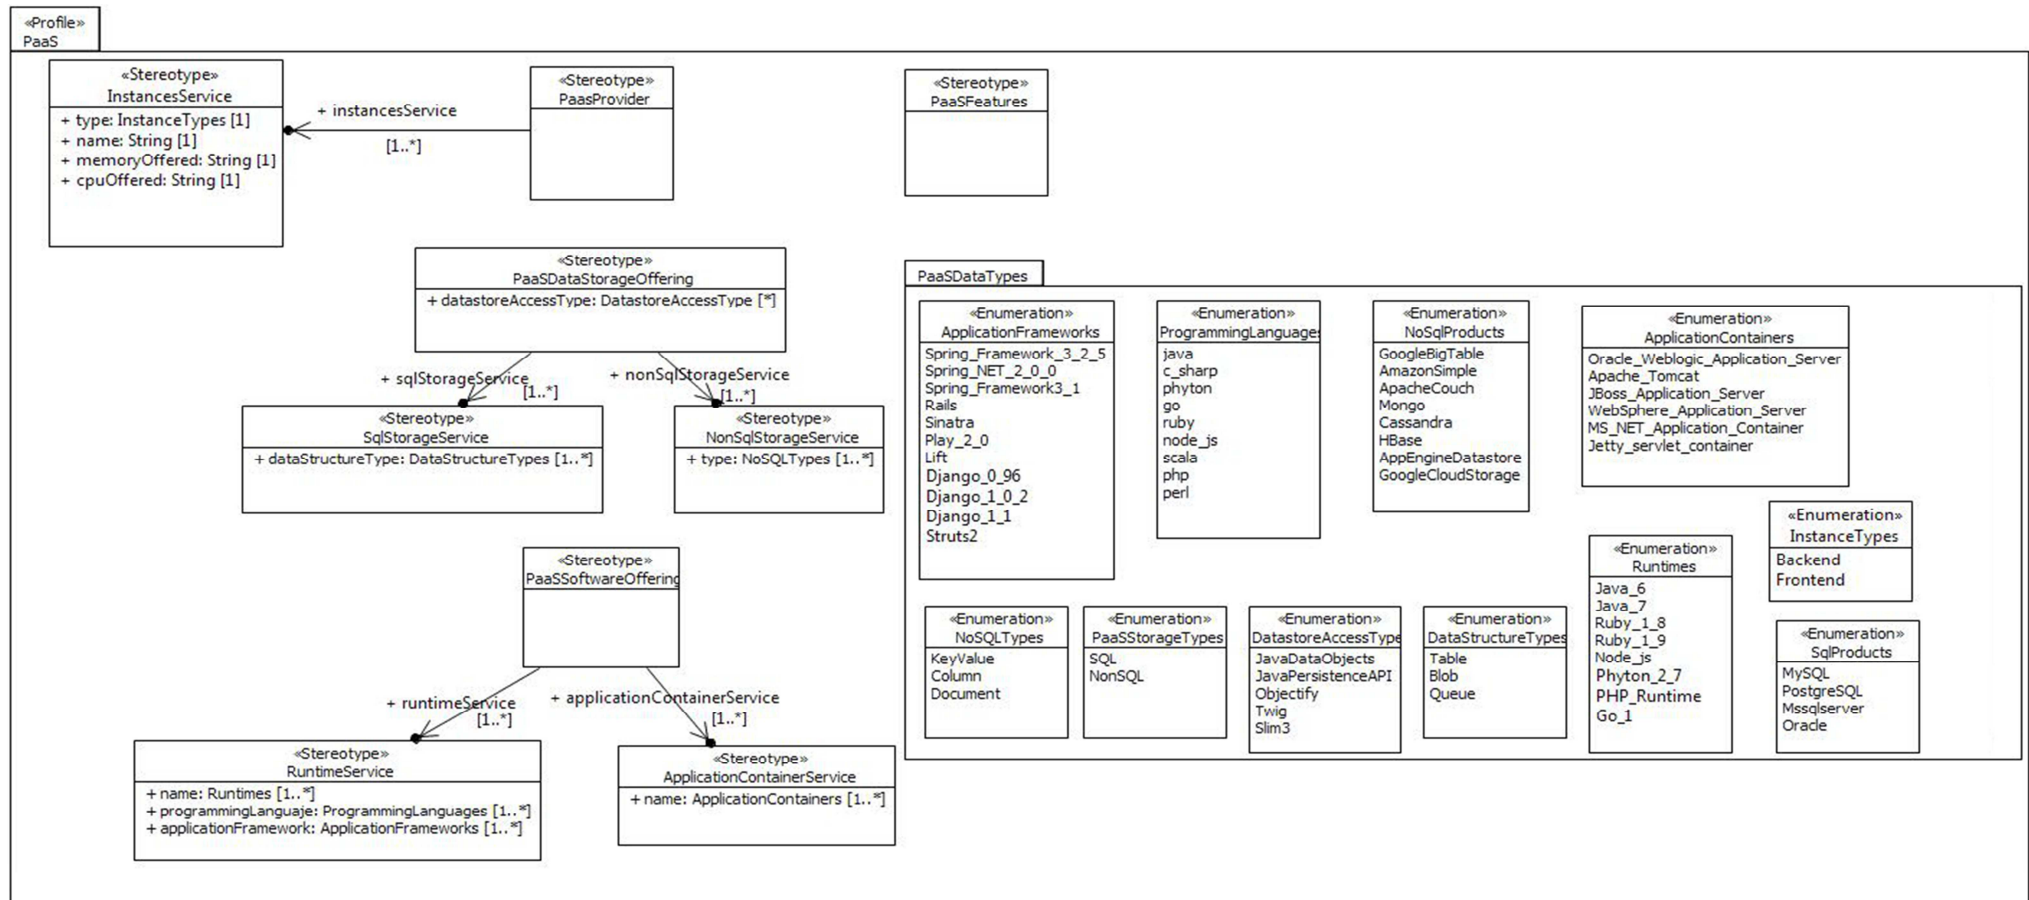 «Profile»
PaaS
«Stereotype»
InstancesService
+ type: InstanceTypes [1]
+ name: String [1]
+ memoryOffered: String [1]
+ cpuOffered: String [1]
+ instancesService
[1..*]
«Stereotype»
PaasProvider
«Stereotype»
PaaSFeatures
«Stereotype»
PaaSDataStorageOffering
+ datastoreAccessType: DatastoreAccessType [*]
+ sqlStorageService
[1..*]
+ nonSqlStorageService
[1..*]
«Stereotype»
SqlStorageService
+ dataStructureType: DataStructureTypes [1..*]
«Stereotype»
NonSqlStorageService
+ type: NoSQLTypes [1..*]
«Stereotype»
PaaSSoftwareOffering
+ runtimeService
[1..*]
+ applicationContainerService
[1..*]
«Stereotype»
RuntimeService
+ name: Runtimes [1..*]
+ programmingLanguaje: ProgrammingLanguages [1..*]
+ applicationFramework: ApplicationFrameworks [1..*]
«Stereotype»
ApplicationContainerService
+ name: ApplicationContainers [1..*]
PaaSDataTypes
«Enumeration»
ApplicationFrameworks
Spring_Framework_3_2_5
Spring_NET_2_0_0
Spring_Framework3_1
Rails
Sinatra
Play_2_0
Lift
Django_0_96
Django_1_0_2
Django_1_1
Struts2
«Enumeration»
ProgrammingLanguages
java
c_sharp
phyton
go
ruby
node_js
scala
php
perl
«Enumeration»
NoSqlProducts
GoogleBigTable
AmazonSimple
ApacheCouch
Mongo
Cassandra
HBase
AppEngineDatastore
GoogleCloudStorage
«Enumeration»
ApplicationContainers
Oracle_Weblogic_Application_Server
Apache_Tomcat
JBoss_Application_Server
WebSphere_Application_Server
MS_NET_Application_Container
Jetty_servlet_container
«Enumeration»
InstanceTypes
Backend
Frontend
«Enumeration»
NoSQLTypes
KeyValue
Column
Document
«Enumeration»
PaaSStorageTypes
SQL
NonSQL
«Enumeration»
DatastoreAccessType
JavaDataObjects
JavaPersistenceAPI
Objectify
Twig
Slim3
«Enumeration»
DataStructureTypes
Table
Blob
Queue
«Enumeration»
Runtimes
Java_6
Java_7
Ruby_1_8
Ruby_1_9
Node_js
Phyton_2_7
PHP_Runtime
Go_1
«Enumeration»
SqlProducts
MySQL
PostgreSQL
Mssqlserver
Oracle